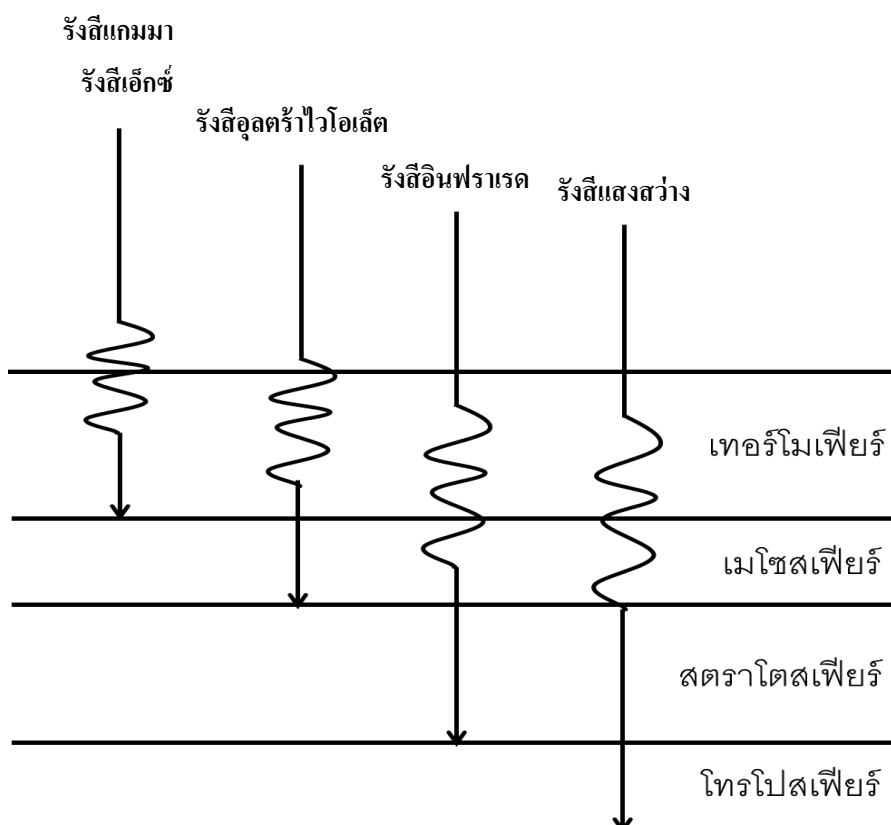 รังสีแกมมา
รังสีเอ็กซ์
รังสีอุลตร้าไวโอเล็ต
รังสีอินฟราเรด
รังสีแสงสว่าง
เทอร์โมเฟียร์
เมโซสเฟียร์
สตราโตสเฟียร์
โทรโปสเฟียร์